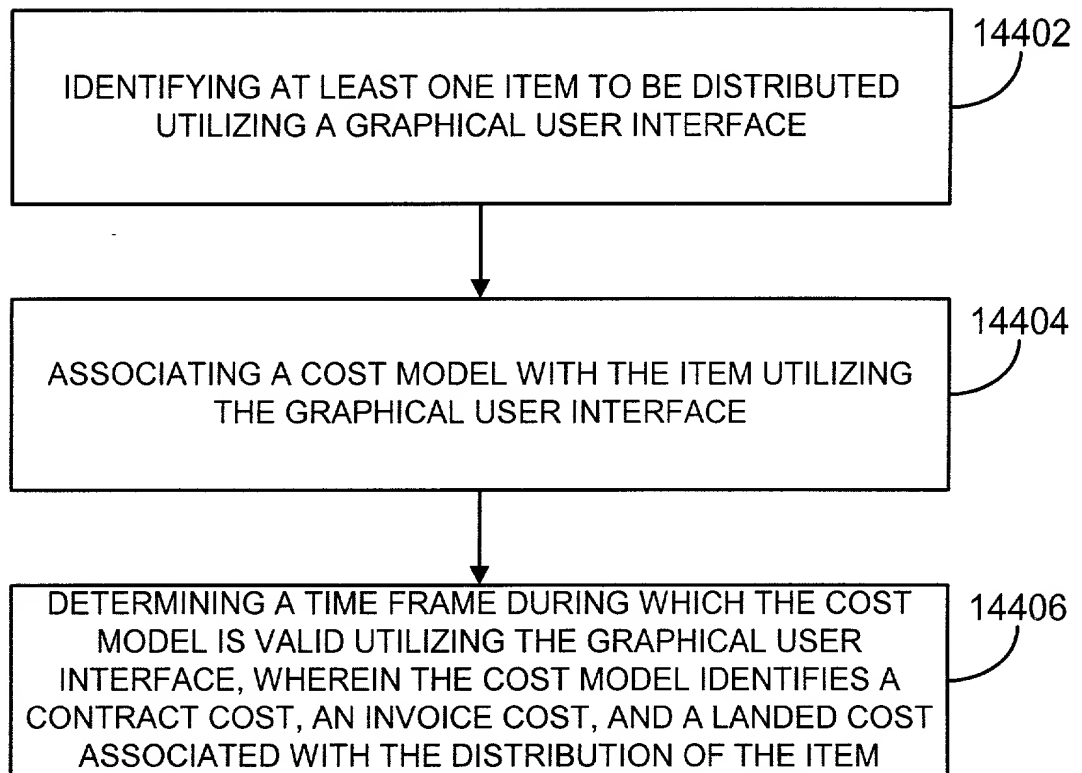 14402
IDENTIFYING AT LEAST ONE ITEM TO BE DISTRIBUTED
UTILIZING A GRAPHICAL USER INTERFACE
14404
ASSOCIATING A COST MODEL WITH THE ITEM UTILIZING
THE GRAPHICAL USER INTERFACE
14406
DETERMINING A TIME FRAME DURING WHICH THE COST
MODEL IS VALID UTILIZING THE GRAPHICAL USER
INTERFACE, WHEREIN THE COST MODEL IDENTIFIES A
CONTRACT COST, AN INVOICE COST, AND A LANDED COST
ASSOCIATED WITH THE DISTRIBUTION OF THE ITEM